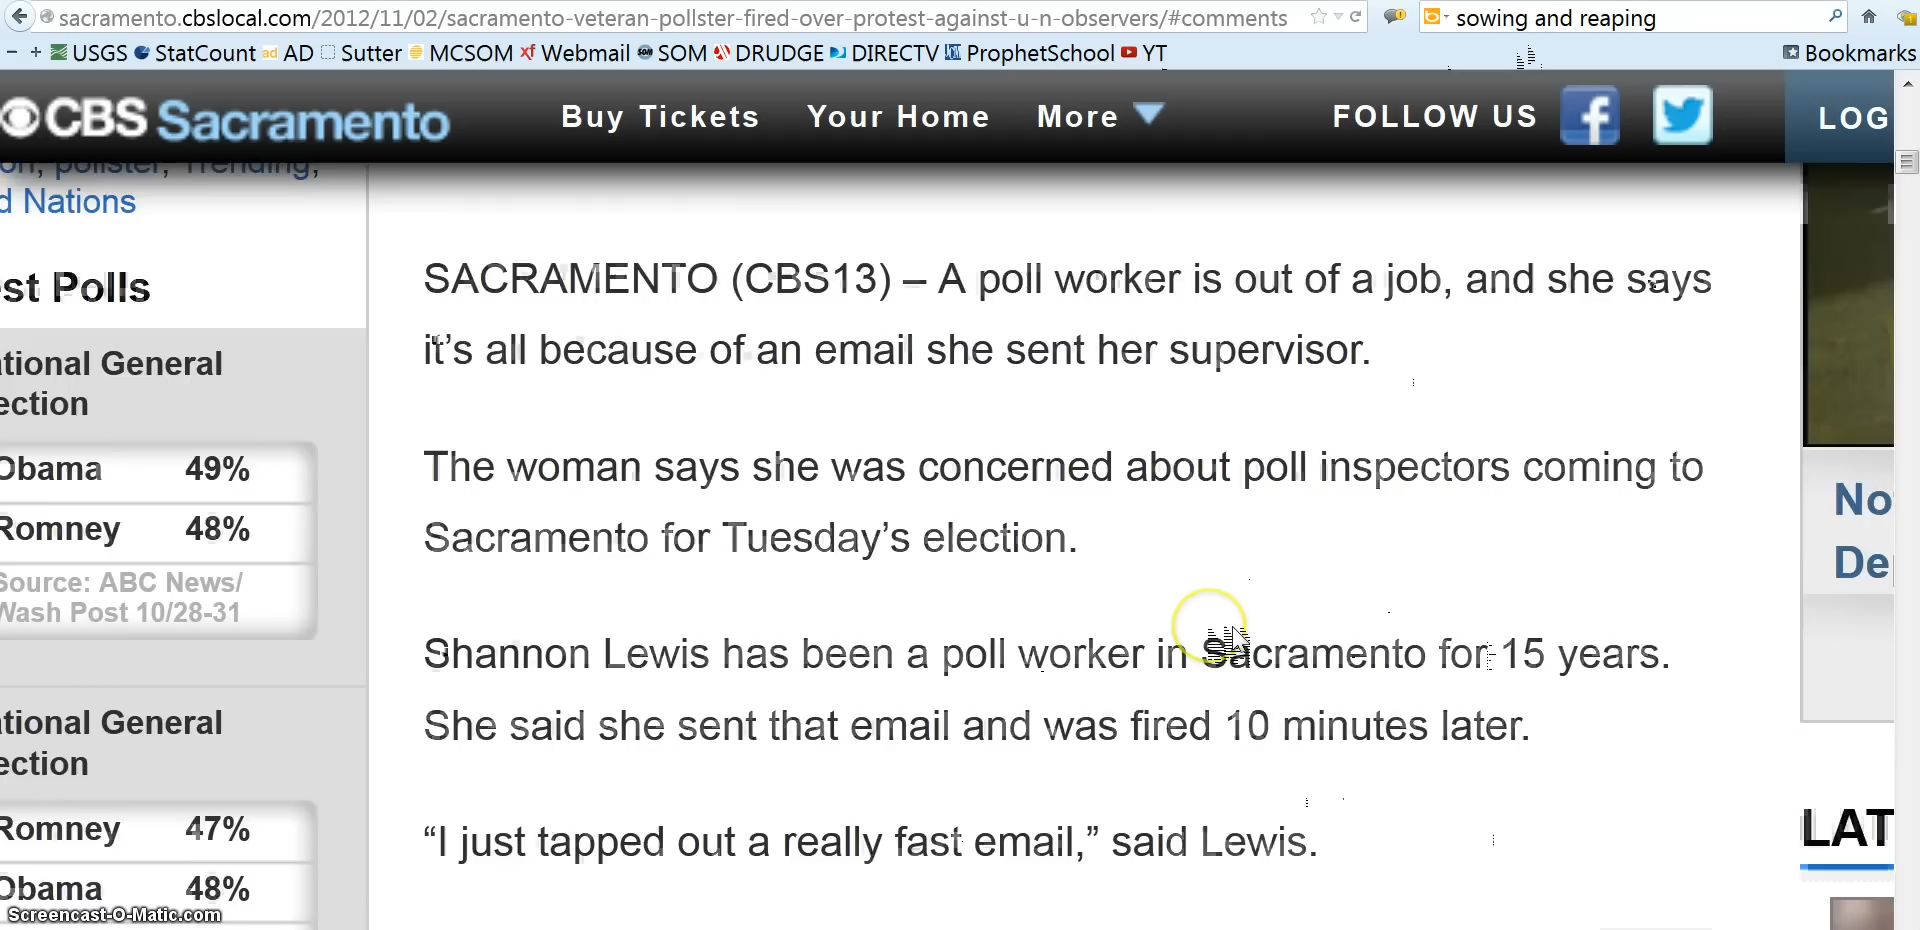 sacramento.cbslocal.com/2012/11/02/sacramento-veteran-pollster-fired-over-protest-against-u-n-observers/#comments
sowing and reaping
USGS StatCount AD Sutter MCSOM Webmail SOM DRUDGE DIRECTV ProphetSchool YT Bookmarks
CBS Sacramento Buy Tickets Your Home More FOLLOW US LOG
on, pollster, Trending,
d Nations
st Polls
ational General
ection
Obama 49%
Romney 48%
Source: ABC News/
Wash Post 10/28-31
ational General
ection
Romney 47%
Obama 48%
SACRAMENTO (CBS13) – A poll worker is out of a job, and she says
it’s all because of an email she sent her supervisor.
The woman says she was concerned about poll inspectors coming to
Sacramento for Tuesday’s election.
Shannon Lewis has been a poll worker in Sacramento for 15 years.
She said she sent that email and was fired 10 minutes later.
“I just tapped out a really fast email,” said Lewis.
No
De
LAT
Screencast-O-Matic.com